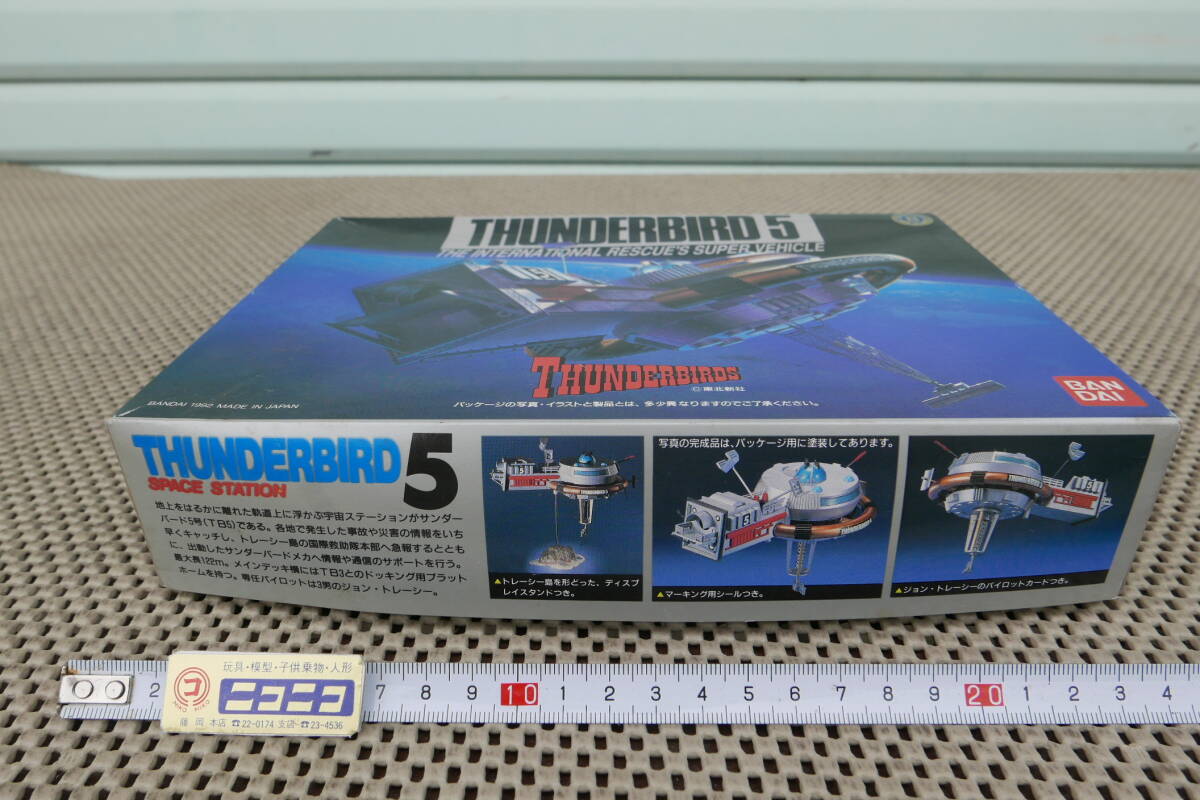 THUNDERBIRD 5
THE INTERNATIONAL RESCUE'S SUPER VEHICLE
5
THUNDERBIRDS
©東北新社
パッケージの写真・イラストと製品とは、多少異なりますのでご了承ください。
BANDAI 1992 MADE IN JAPAN
BAN
DAI
THUNDERBIRD 5
SPACE STATION
地上をはるかに離れた軌道上に浮かぶ宇宙ステーションがサンダー
バード5号(TB5)である。各地で発生した事故や災害の情報をいち
早くキャッチし、トレーシー島の国際救助隊本部へ急報するととも
に、出動したサンダーバードメカへ情報や通信のサポートを行う。
最大長122m。メインデッキ横にはTB3とのドッキング用プラット
ホームを持つ。専任パイロットは3男のジョン・トレーシー。
▲トレーシー島を形どった、ディスプ
レイスタンドつき。
写真の完成品は、パッケージ用に塗装してあります。
THUNDERBIRD 5
5
▲マーキング用シールつき。
▲ジョン・トレーシーのパイロットカードつき。
玩具・模型・子供乗物・人形
コ
NIKO NIKO
ニコニコ
藤岡 本店 ☎22-0174 支店 ☎23-4536
2 7 8 9 10 1 2 3 4 5 6 7 8 9 20 1 2 3 4